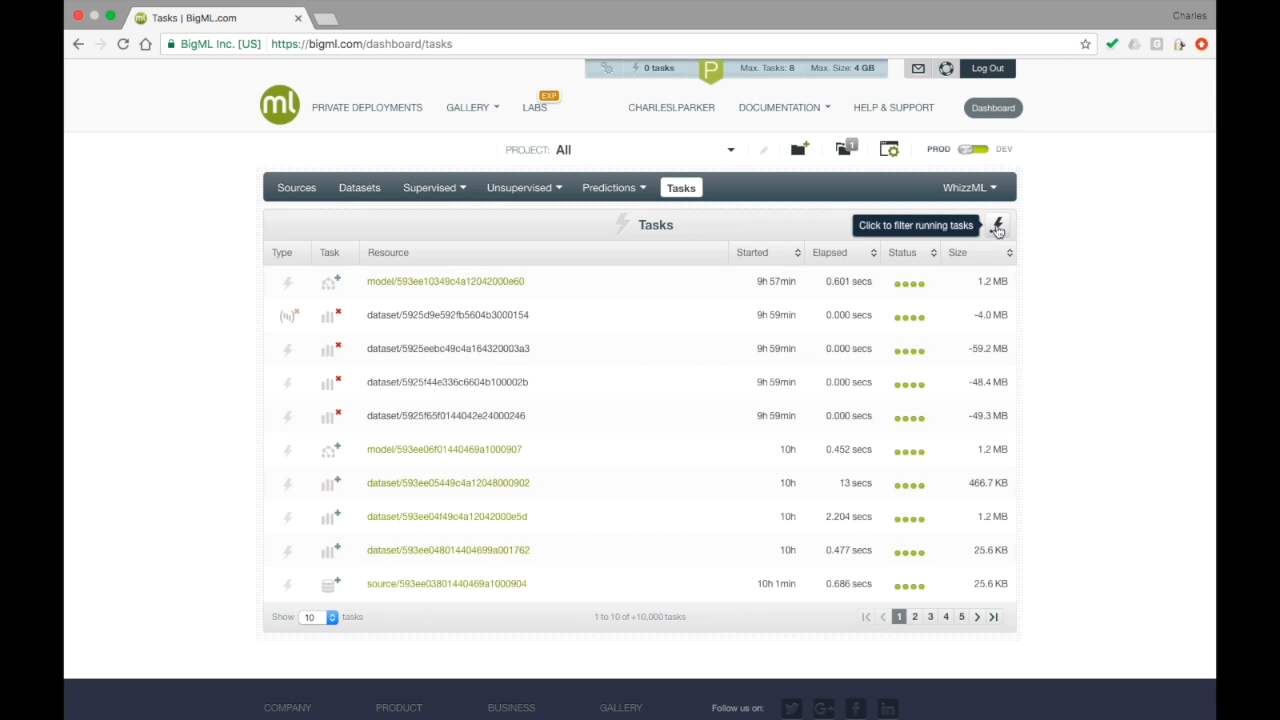 Tasks | BigML.com
Charles
BigML Inc. [US] https://bigml.com/dashboard/tasks
0 tasks P Max. Tasks: 8 Max. Size: 4 GB Log Out
ml PRIVATE DEPLOYMENTS GALLERY LABS EXP CHARLESLPARKER DOCUMENTATION HELP & SUPPORT Dashboard
PROJECT: All 1 PROD DEV
Sources Datasets Supervised Unsupervised Predictions Tasks WhizzML
Tasks Click to filter running tasks
Type Task Resource Started Elapsed Status Size
model/593ee10349c4a12042000e60 9h 57min 0.601 secs 1.2 MB
dataset/5925d9e592fb5604b3000154 9h 59min 0.000 secs -4.0 MB
dataset/5925eebc49c4a164320003a3 9h 59min 0.000 secs -59.2 MB
dataset/5925f44e336c6604b100002b 9h 59min 0.000 secs -48.4 MB
dataset/5925f65f0144042e24000246 9h 59min 0.000 secs -49.3 MB
model/593ee06f01440469a1000907 10h 0.452 secs 1.2 MB
dataset/593ee05449c4a12048000902 10h 13 secs 466.7 KB
dataset/593ee04f49c4a12042000e5d 10h 2.204 secs 1.2 MB
dataset/593ee048014404699a001762 10h 0.477 secs 25.6 KB
source/593ee03801440469a1000904 10h 1min 0.686 secs 25.6 KB
Show 10 tasks 1 to 10 of +10,000 tasks 1 2 3 4 5
COMPANY PRODUCT BUSINESS GALLERY Follow us on: